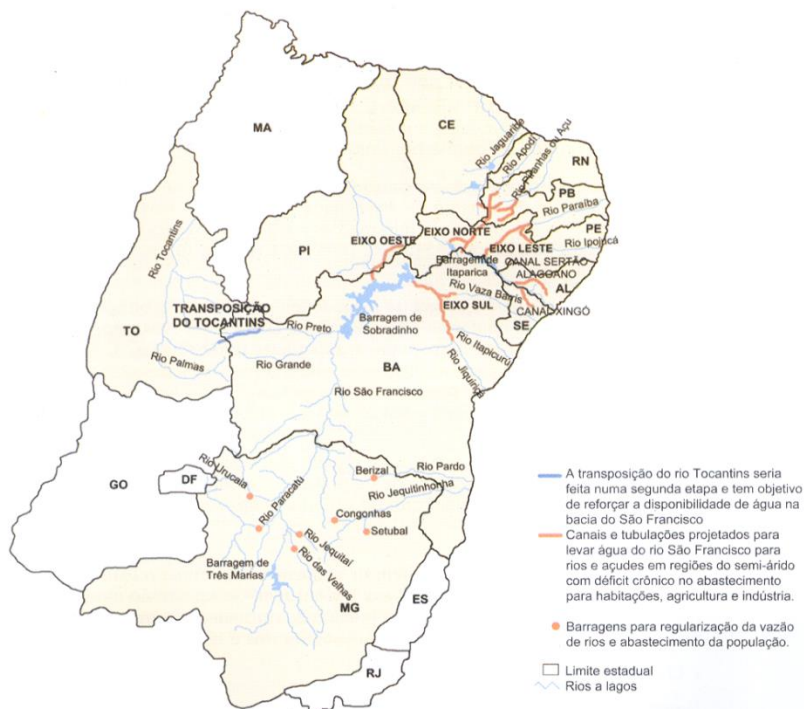 MA
CE
Rio Jaguaribe
Rio Apodi
Rio Piranhas ou Açu
RN
PB
Rio Paraíba
PE
Rio Ipojuca
PI
EIXO OESTE
EIXO NORTE
EIXO LESTE
Barragem de
Itaparica
CANAL SERTÃO
ALAGOANO
AL
CANAL XINGÓ
SE
Rio Vaza Barris
EIXO SUL
Rio Tocantins
TRANSPOSIÇÃO
DO TOCANTINS
TO
Rio Palmas
Rio Preto
Barragem de
Sobradinho
Rio Grande
BA
Rio Itapicurú
Rio São Francisco
GO
DF
Rio Urucaia
Rio Paracatú
Berizal
Rio Pardo
Rio Jequitinhonha
Congonhas
Setubal
Rio Jequitaí
Rio das Velhas
Barragem de
Três Marias
MG
ES
RJ
A transposição do rio Tocantins seria
feita numa segunda etapa e tem objetivo
de reforçar a disponibilidade de água na
bacia do São Francisco
Canais e tubulações projetados para
levar água do rio São Francisco para
rios e açudes em regiões do semi-árido
com déficit crônico no abastecimento
para habitações, agricultura e indústria.
Barragens para regularização da vazão
de rios e abastecimento da população.
Limite estadual
Rios a lagos